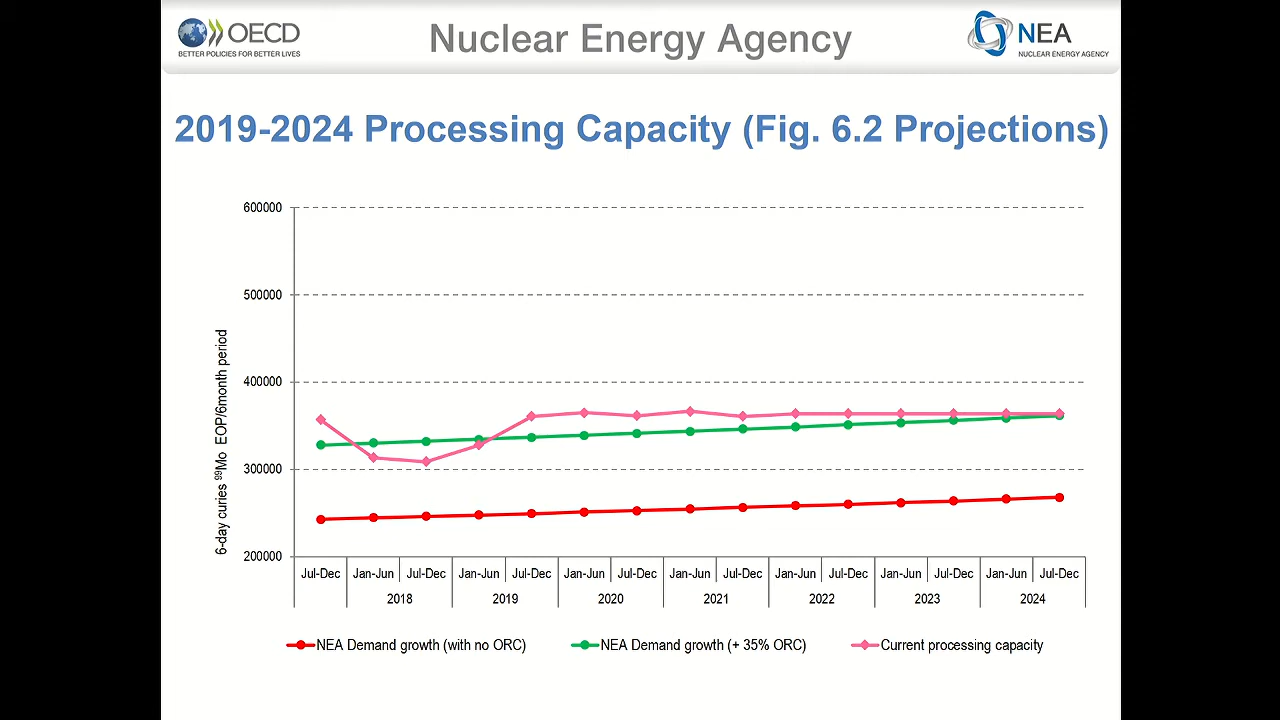 OECD
BETTER POLICIES FOR BETTER LIVES
Nuclear Energy Agency
NEA
NUCLEAR ENERGY AGENCY
2019-2024 Processing Capacity (Fig. 6.2 Projections)
600000
500000
400000
300000
200000
6-day curies ⁹⁹Mo EOP/6month period
Jul-Dec Jan-Jun Jul-Dec Jan-Jun Jul-Dec Jan-Jun Jul-Dec Jan-Jun Jul-Dec Jan-Jun Jul-Dec Jan-Jun Jul-Dec Jan-Jun Jul-Dec
2018 2019 2020 2021 2022 2023 2024
NEA Demand growth (with no ORC) NEA Demand growth (+ 35% ORC) Current processing capacity